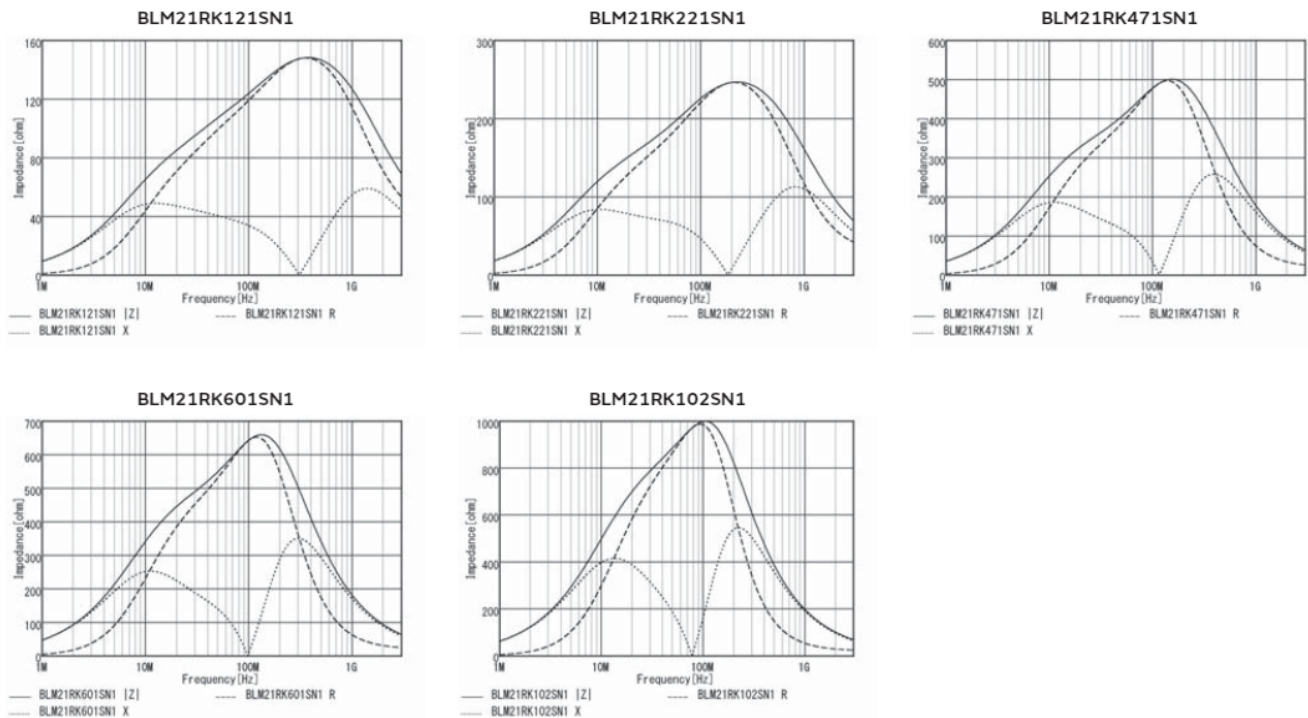 BLM21RK121SN1
160
120
80
40
0
Impedance[ohm]
1M 10M 100M 1G
Frequency[Hz]
BLM21RK121SN1 |Z| BLM21RK121SN1 R
BLM21RK121SN1 X
BLM21RK221SN1
300
200
100
0
Impedance[ohm]
1M 10M 100M 1G
Frequency[Hz]
BLM21RK221SN1 |Z| BLM21RK221SN1 R
BLM21RK221SN1 X
BLM21RK471SN1
600
500
400
300
200
100
0
Impedance[ohm]
1M 10M 100M 1G
Frequency[Hz]
BLM21RK471SN1 |Z| BLM21RK471SN1 R
BLM21RK471SN1 X
BLM21RK601SN1
700
600
500
400
300
200
100
0
Impedance[ohm]
1M 10M 100M 1G
Frequency[Hz]
BLM21RK601SN1 |Z| BLM21RK601SN1 R
BLM21RK601SN1 X
BLM21RK102SN1
1000
800
600
400
200
0
Impedance[ohm]
1M 10M 100M 1G
Frequency[Hz]
BLM21RK102SN1 |Z| BLM21RK102SN1 R
BLM21RK102SN1 X